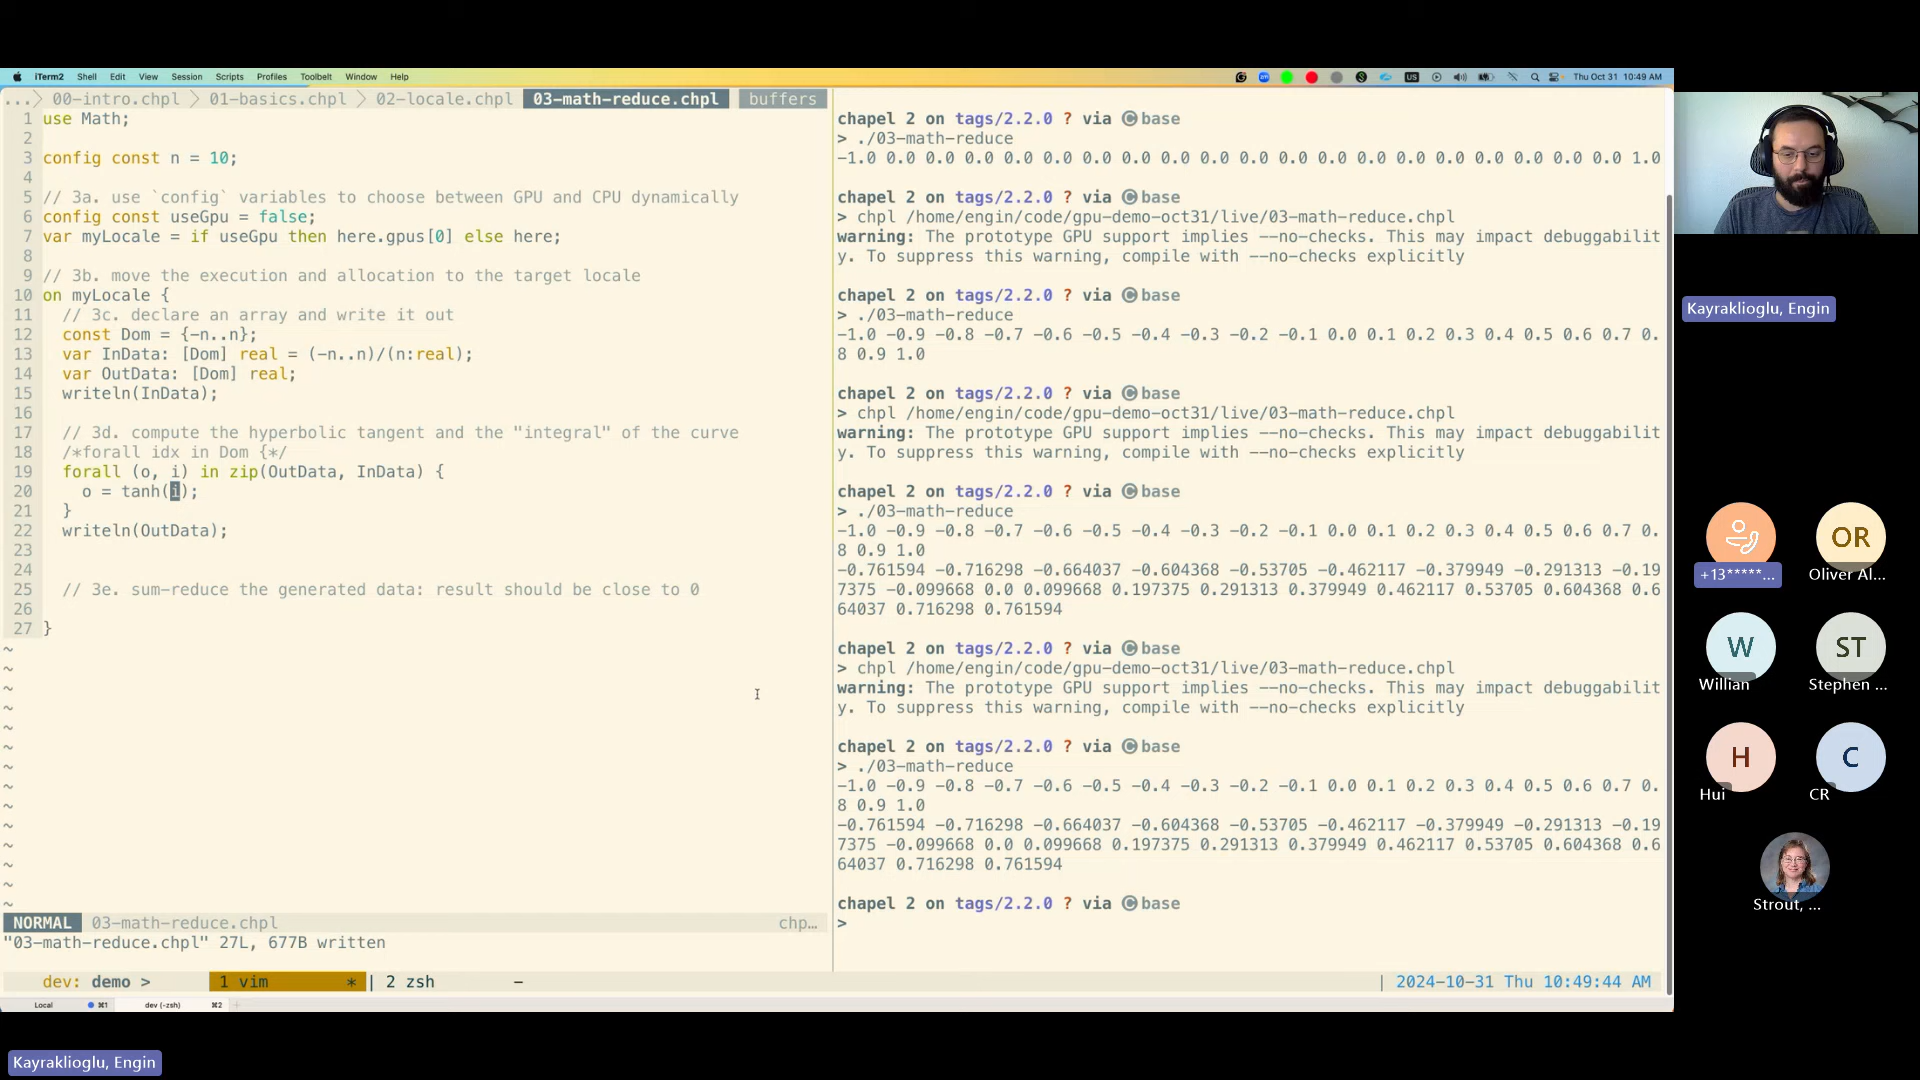 iTerm2 Shell Edit View Session Scripts Profiles Toolbelt Window Help
US
Thu Oct 31 10:49 AM
... 00-intro.chpl 01-basics.chpl 02-locale.chpl 03-math-reduce.chpl buffers
1 use Math;
2
3 config const n = 10;
4
5 // 3a. use `config` variables to choose between GPU and CPU dynamically
6 config const useGpu = false;
7 var myLocale = if useGpu then here.gpus[0] else here;
8
9 // 3b. move the execution and allocation to the target locale
10 on myLocale {
11 // 3c. declare an array and write it out
12 const Dom = {-n..n};
13 var InData: [Dom] real = (-n..n)/(n:real);
14 var OutData: [Dom] real;
15 writeln(InData);
16
17 // 3d. compute the hyperbolic tangent and the "integral" of the curve
18 /*forall idx in Dom {*/
19 forall (o, i) in zip(OutData, InData) {
20 o = tanh(i);
21 }
22 writeln(OutData);
23
24
25 // 3e. sum-reduce the generated data: result should be close to 0
26
27 }
~
~
~
~
~
~
~
~
~
~
~
~
~
~
NORMAL 03-math-reduce.chpl chp…
"03-math-reduce.chpl" 27L, 677B written
chapel 2 on tags/2.2.0 ? via C base
> ./03-math-reduce
-1.0 0.0 0.0 0.0 0.0 0.0 0.0 0.0 0.0 0.0 0.0 0.0 0.0 0.0 0.0 0.0 0.0 0.0 0.0 0.0 1.0
chapel 2 on tags/2.2.0 ? via C base
> chpl /home/engin/code/gpu-demo-oct31/live/03-math-reduce.chpl
warning: The prototype GPU support implies --no-checks. This may impact debuggabilit
y. To suppress this warning, compile with --no-checks explicitly
chapel 2 on tags/2.2.0 ? via C base
> ./03-math-reduce
-1.0 -0.9 -0.8 -0.7 -0.6 -0.5 -0.4 -0.3 -0.2 -0.1 0.0 0.1 0.2 0.3 0.4 0.5 0.6 0.7 0.
8 0.9 1.0
chapel 2 on tags/2.2.0 ? via C base
> chpl /home/engin/code/gpu-demo-oct31/live/03-math-reduce.chpl
warning: The prototype GPU support implies --no-checks. This may impact debuggabilit
y. To suppress this warning, compile with --no-checks explicitly
chapel 2 on tags/2.2.0 ? via C base
> ./03-math-reduce
-1.0 -0.9 -0.8 -0.7 -0.6 -0.5 -0.4 -0.3 -0.2 -0.1 0.0 0.1 0.2 0.3 0.4 0.5 0.6 0.7 0.
8 0.9 1.0
-0.761594 -0.716298 -0.664037 -0.604368 -0.53705 -0.462117 -0.379949 -0.291313 -0.19
7375 -0.099668 0.0 0.099668 0.197375 0.291313 0.379949 0.462117 0.53705 0.604368 0.6
64037 0.716298 0.761594
chapel 2 on tags/2.2.0 ? via C base
> chpl /home/engin/code/gpu-demo-oct31/live/03-math-reduce.chpl
warning: The prototype GPU support implies --no-checks. This may impact debuggabilit
y. To suppress this warning, compile with --no-checks explicitly
chapel 2 on tags/2.2.0 ? via C base
> ./03-math-reduce
-1.0 -0.9 -0.8 -0.7 -0.6 -0.5 -0.4 -0.3 -0.2 -0.1 0.0 0.1 0.2 0.3 0.4 0.5 0.6 0.7 0.
8 0.9 1.0
-0.761594 -0.716298 -0.664037 -0.604368 -0.53705 -0.462117 -0.379949 -0.291313 -0.19
7375 -0.099668 0.0 0.099668 0.197375 0.291313 0.379949 0.462117 0.53705 0.604368 0.6
64037 0.716298 0.761594
chapel 2 on tags/2.2.0 ? via C base
>
dev: demo > 1 vim * | 2 zsh - | 2024-10-31 Thu 10:49:44 AM
Local ⌘1 dev (-zsh) ⌘2
Kayraklioglu, Engin
+13*****...
OR
Oliver Al...
W
Willian
ST
Stephen ...
H
Hui
C
CR
Strout, ...
Kayraklioglu, Engin